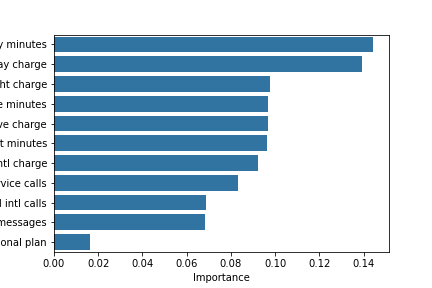 y minutes
ay charge
ht charge
e minutes
ve charge
t minutes
ntl charge
rvice calls
l intl calls
messages
onal plan
0.00 0.02 0.04 0.06 0.08 0.10 0.12 0.14
Importance